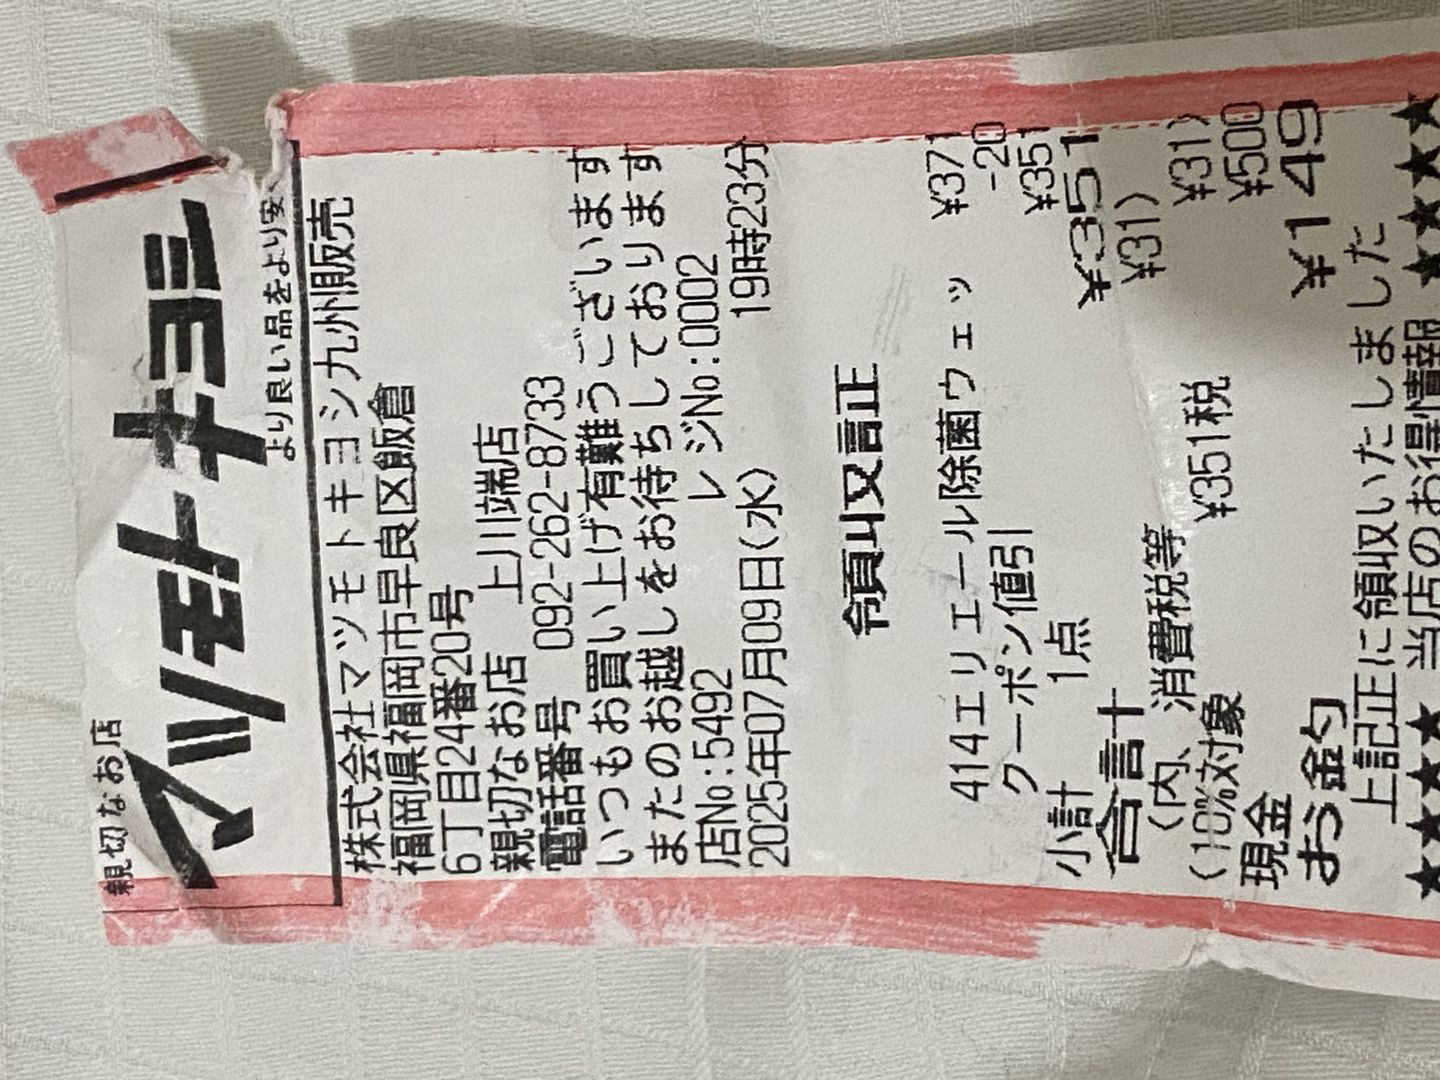 親切なお店
マツモトキヨシ
より良い品をより安
株式会社マツモトキヨシ九州販売
福岡県福岡市早良区飯倉
6丁目24番20号
親切なお店 上川端店
電話番号 092-262-8733
いつもお買い上げ有難うございます
またのお越しをお待ちしております
店No:5492 レジNo:0002
2025年07月09日(水) 19時23分
領収証
414エリエール除菌ウェッ ¥371
クーポン値引 -20
小計 1点 ¥351
合計 ¥351
(内、消費税等 ¥31)
(10%対象 ¥351税 ¥31)
現金 ¥500
お釣 ¥149
上記正に領収いたしました
★★★★ 当店のお得情報 ★★★★